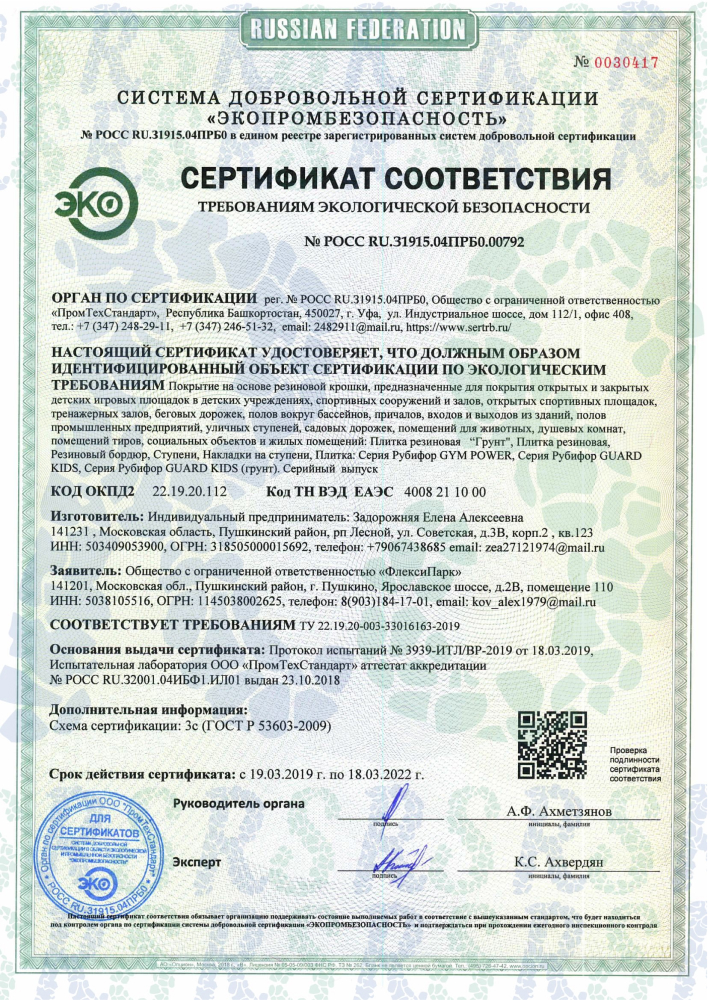 RUSSIAN FEDERATION
№ 0030417
СИСТЕМА ДОБРОВОЛЬНОЙ СЕРТИФИКАЦИИ
«ЭКОПРОМБЕЗОПАСНОСТЬ»
№ РОСС RU.31915.04ПРБ0 в едином реестре зарегистрированных систем добровольной сертификации
ЭКО
СЕРТИФИКАТ СООТВЕТСТВИЯ
ТРЕБОВАНИЯМ ЭКОЛОГИЧЕСКОЙ БЕЗОПАСНОСТИ
№ РОСС RU.31915.04ПРБ0.00792
ОРГАН ПО СЕРТИФИКАЦИИ рег. № РОСС RU.31915.04ПРБ0, Общество с ограниченной ответственностью
«ПромТехСтандарт», Республика Башкортостан, 450027, г. Уфа, ул. Индустриальное шоссе, дом 112/1, офис 408,
тел.: +7 (347) 248-29-11, +7 (347) 246-51-32, email: 2482911@mail.ru, https://www.sertrb.ru/
НАСТОЯЩИЙ СЕРТИФИКАТ УДОСТОВЕРЯЕТ, ЧТО ДОЛЖНЫМ ОБРАЗОМ
ИДЕНТИФИЦИРОВАННЫЙ ОБЪЕКТ СЕРТИФИКАЦИИ ПО ЭКОЛОГИЧЕСКИМ
ТРЕБОВАНИЯМ Покрытие на основе резиновой крошки, предназначенные для покрытия открытых и закрытых
детских игровых площадок в детских учреждениях, спортивных сооружений и залов, открытых спортивных площадок,
тренажерных залов, беговых дорожек, полов вокруг бассейнов, причалов, входов и выходов из зданий, полов
промышленных предприятий, уличных ступеней, садовых дорожек, помещений для животных, душевых комнат,
помещений тиров, социальных объектов и жилых помещений: Плитка резиновая "Грунт", Плитка резиновая,
Резиновый бордюр, Ступени, Накладки на ступени, Плитка: Серия Рубифор GYM POWER, Серия Рубифор GUARD
KIDS, Серия Рубифор GUARD KIDS (грунт). Серийный выпуск
КОД ОКПД2 22.19.20.112 Код ТН ВЭД ЕАЭС 4008 21 10 00
Изготовитель: Индивидуальный предприниматель: Задорожняя Елена Алексеевна
141231 , Московская область, Пушкинский район, рп Лесной, ул. Советская, д.3В, корп.2 , кв.123
ИНН: 503409053900, ОГРН: 318505000015692, телефон: +79067438685 email: zea27121974@mail.ru
Заявитель: Общество с ограниченной ответственностью «ФлексиПарк»
141201, Московская обл., Пушкинский район, г. Пушкино, Ярославское шоссе, д.2В, помещение 110
ИНН: 5038105516, ОГРН: 1145038002625, телефон: 8(903)184-17-01, email: kov_alex1979@mail.ru
СООТВЕТСТВУЕТ ТРЕБОВАНИЯМ ТУ 22.19.20-003-33016163-2019
Основания выдачи сертификата: Протокол испытаний № 3939-ИТЛ/ВР-2019 от 18.03.2019,
Испытательная лаборатория ООО «ПромТехСтандарт» аттестат аккредитации
№ РОСС RU.32001.04ИБФ1.ИЛ01 выдан 23.10.2018
Дополнительная информация:
Схема сертификации: 3с (ГОСТ Р 53603-2009)
Проверка
подлинности
сертификата
соответствия
Срок действия сертификата: с 19.03.2019 г. по 18.03.2022 г.
Руководитель органа
подпись
А.Ф. Ахметзянов
инициалы, фамилия
Эксперт
подпись
К.С. Ахвердян
инициалы, фамилия
Орган по сертификации ООО "ПромТехСтандарт"
ДЛЯ
СЕРТИФИКАТОВ
ЭКО
РОСС RU.31915.04ПРБ0
Настоящий сертификат соответствия обязывает организацию поддерживать состояние выполняемых работ в соответствие с вышеуказанным стандартом, что будет находиться
под контролем органа по сертификации системы добровольной сертификации «ЭКОПРОМБЕЗОПАСНОСТЬ» и подтверждаться при прохождении ежегодного инспекционного контроля